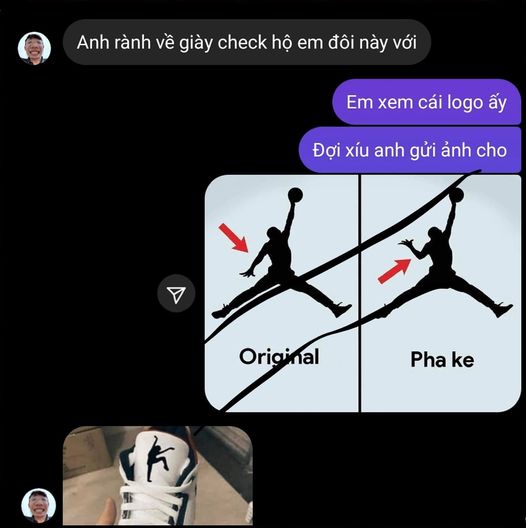 Anh rành về giày check hộ em đôi này với
Em xem cái logo ấy
Đợi xíu anh gửi ảnh cho
Original
Pha ke